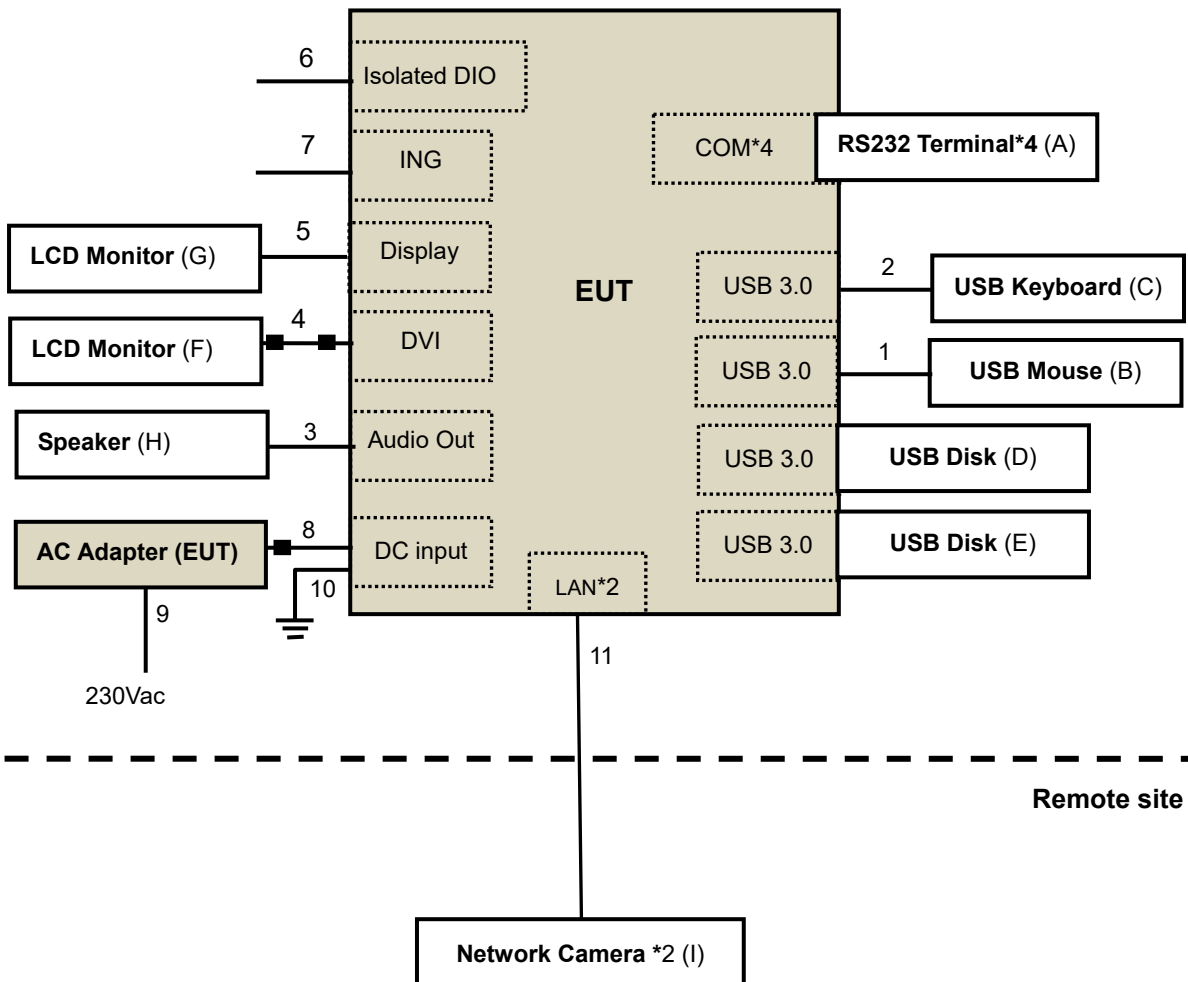 6
Isolated DIO
7
ING
COM*4
RS232 Terminal*4 (A)
LCD Monitor (G)
5
Display
EUT
USB 3.0
2
USB Keyboard (C)
LCD Monitor (F)
4
DVI
USB 3.0
1
USB Mouse (B)
Speaker (H)
3
Audio Out
USB 3.0
USB Disk (D)
AC Adapter (EUT)
8
DC input
USB 3.0
USB Disk (E)
10
LAN*2
9
11
230Vac
Remote site
Network Camera *2 (I)